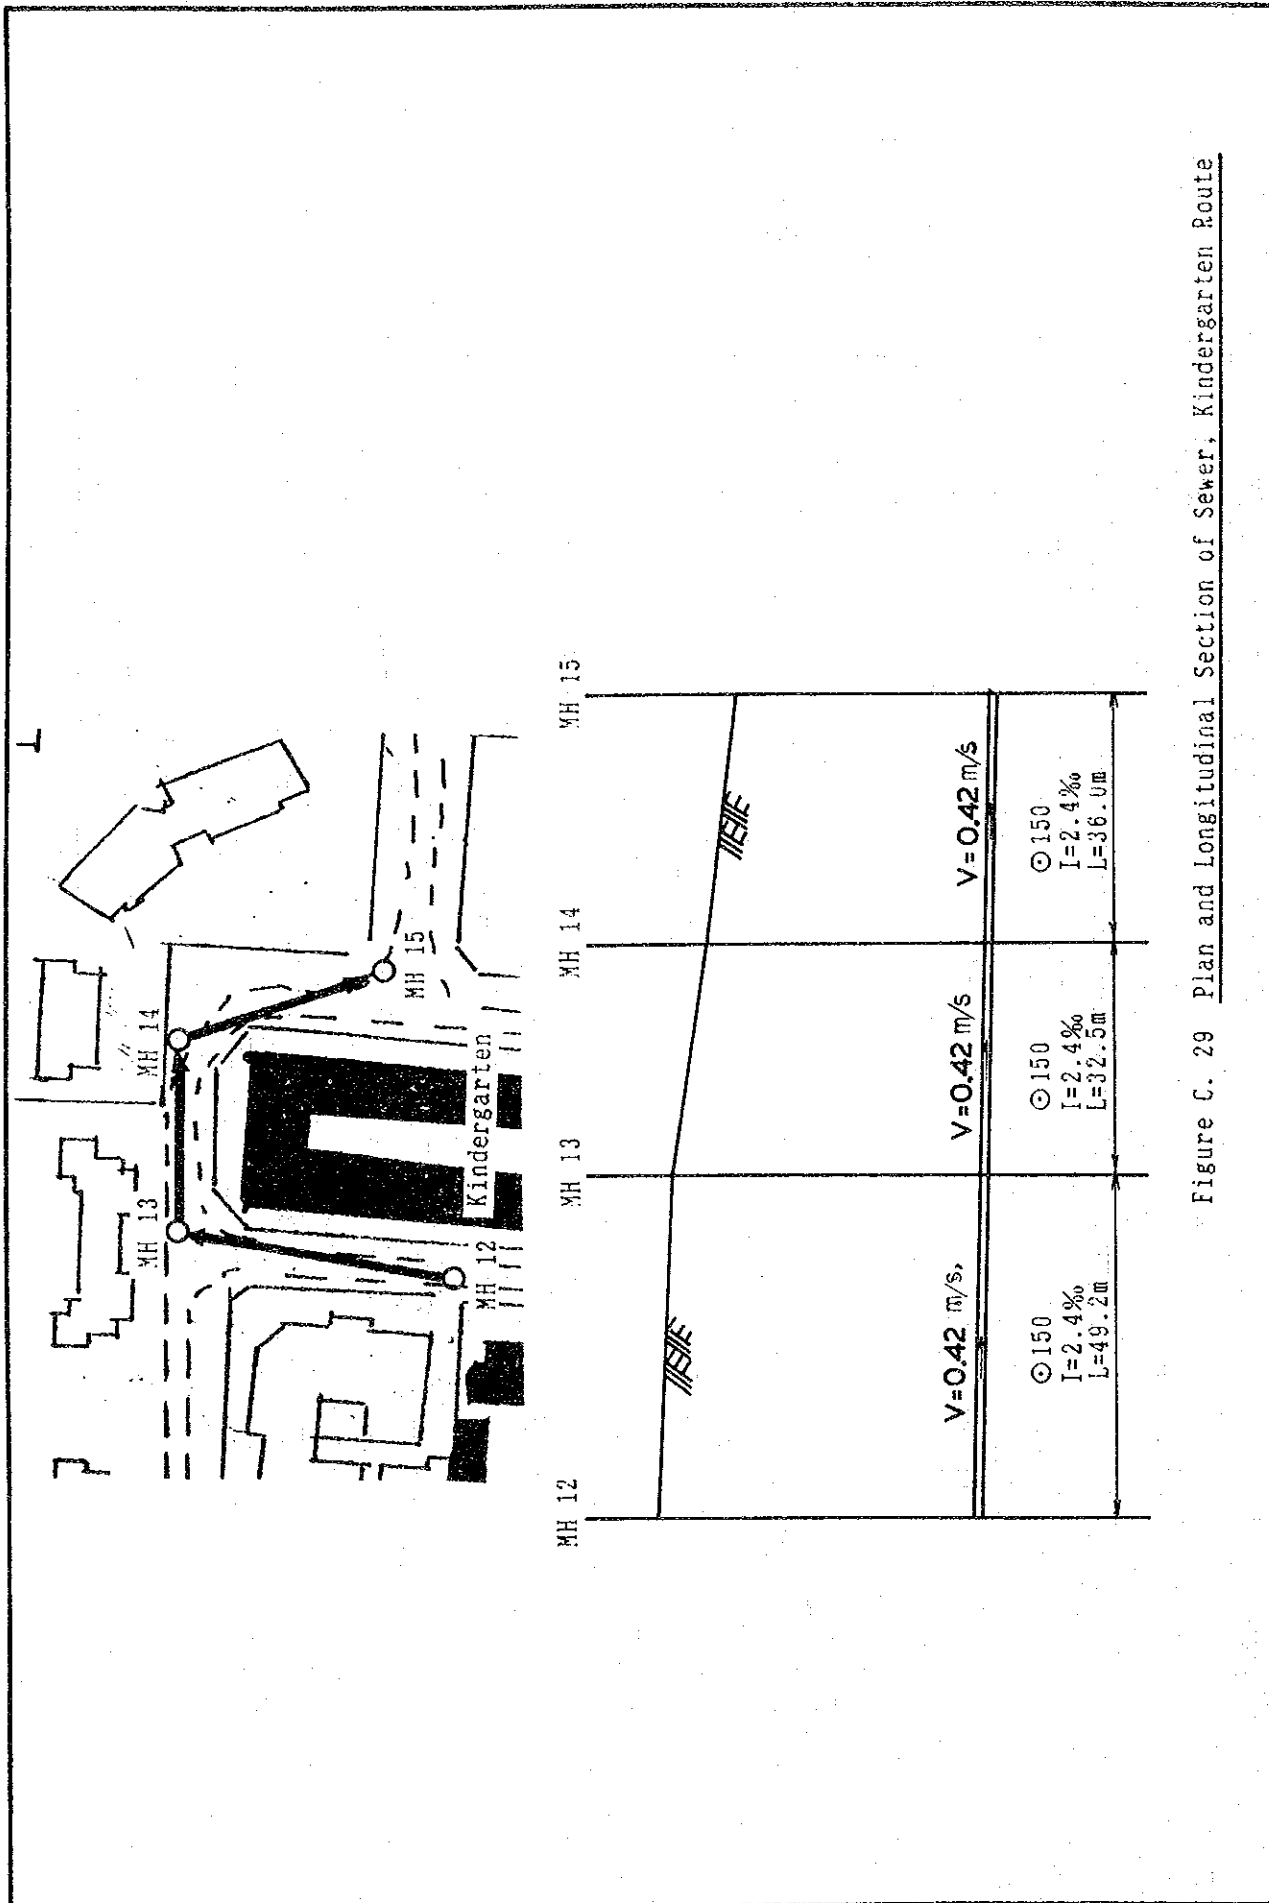 MH 12
MH 13
MH 14
MH 15
Kindergarten
MH 12
MH 13
MH 14
MH 15
V=0.42 m/s,
V=0.42 m/s
V=0.42 m/s
⊙150
I=2.4‰
L=49.2m
⊙150
I=2.4‰
L=32.5m
⊙150
I=2.4‰
L=36.0m
Figure C. 29 Plan and Longitudinal Section of Sewer, Kindergarten Route